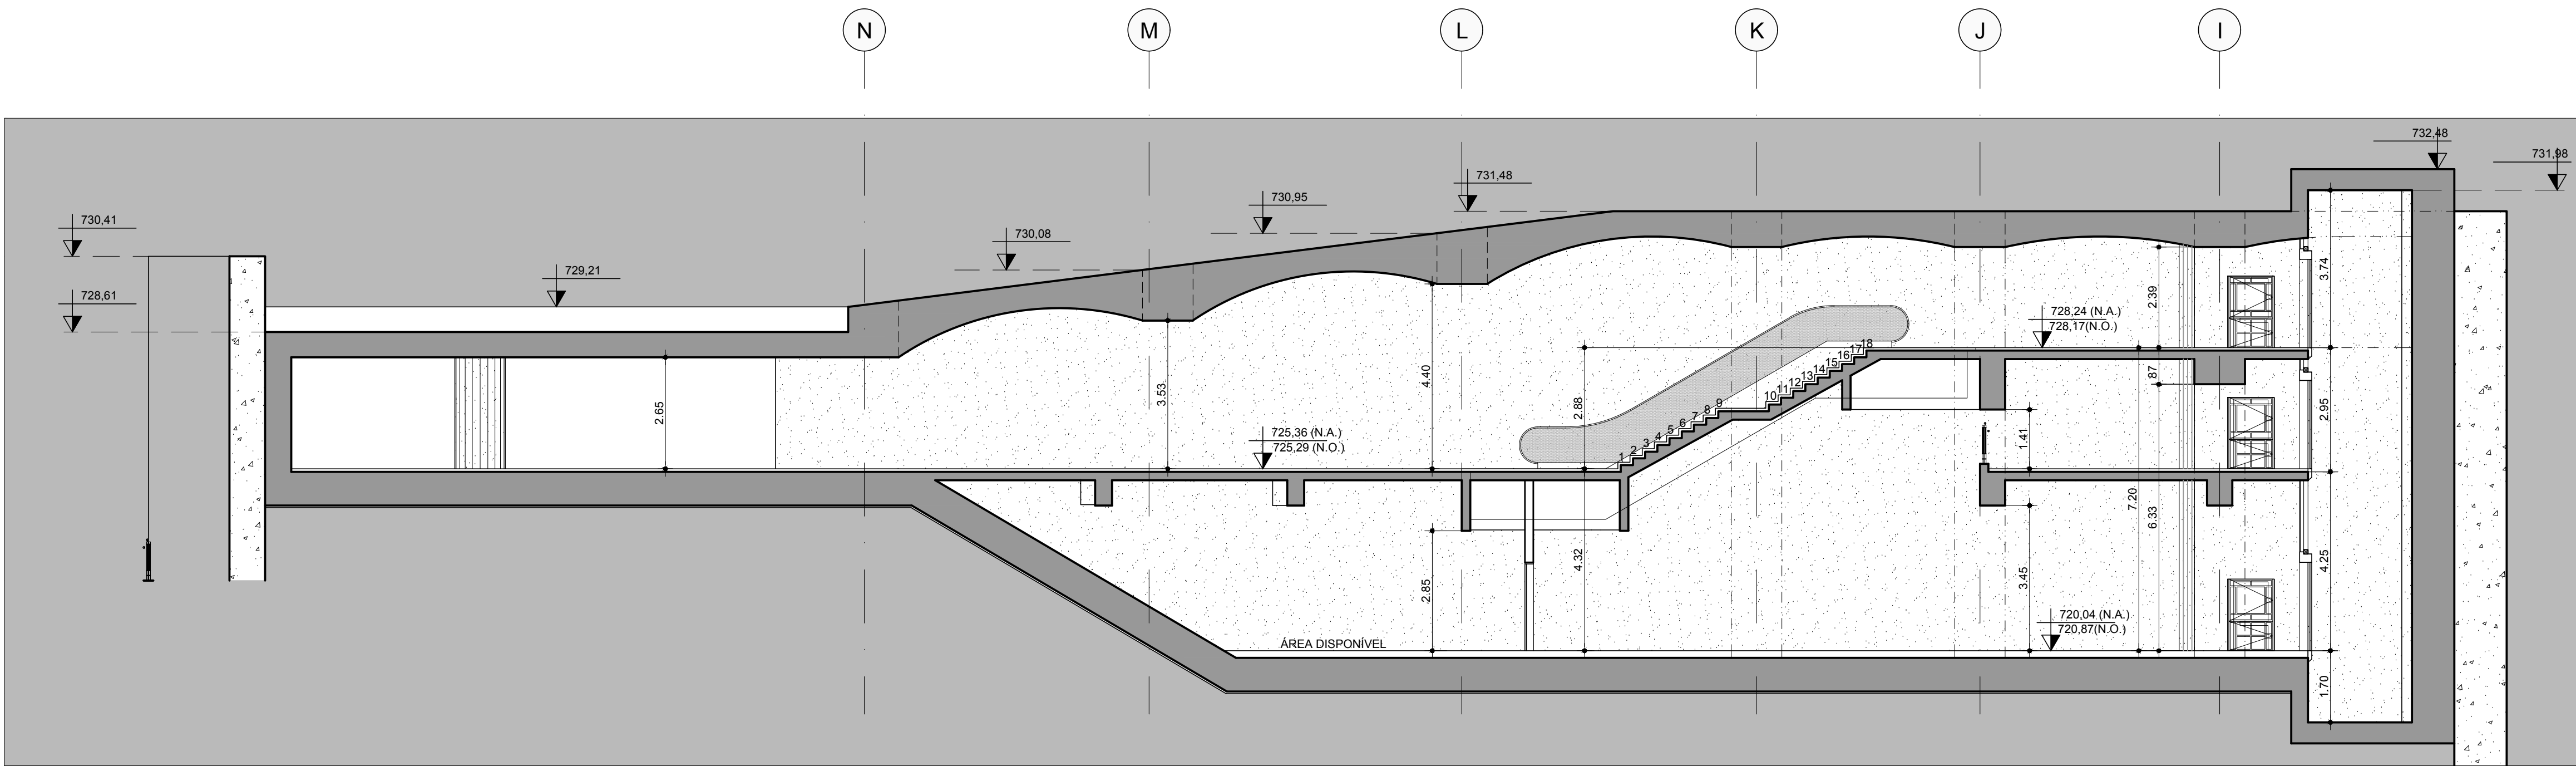 N
M
L
K
J
I
732,48
731,98
731,48
730,95
730,41
730,08
729,21
728,61
3.74
2.39
728,24 (N.A.)
728,17(N.O.)
87
2.95
2.65
3.53
4.40
2.88
1.41
1 2 3 4 5 6 7 8 9 10 11 12 13 14 15 16 17 18
725,36 (N.A.)
725,29 (N.O.)
7.20
6.33
4.32
4.25
2.85
3.45
720,04 (N.A.)
720,87(N.O.)
ÁREA DISPONÍVEL
1.70